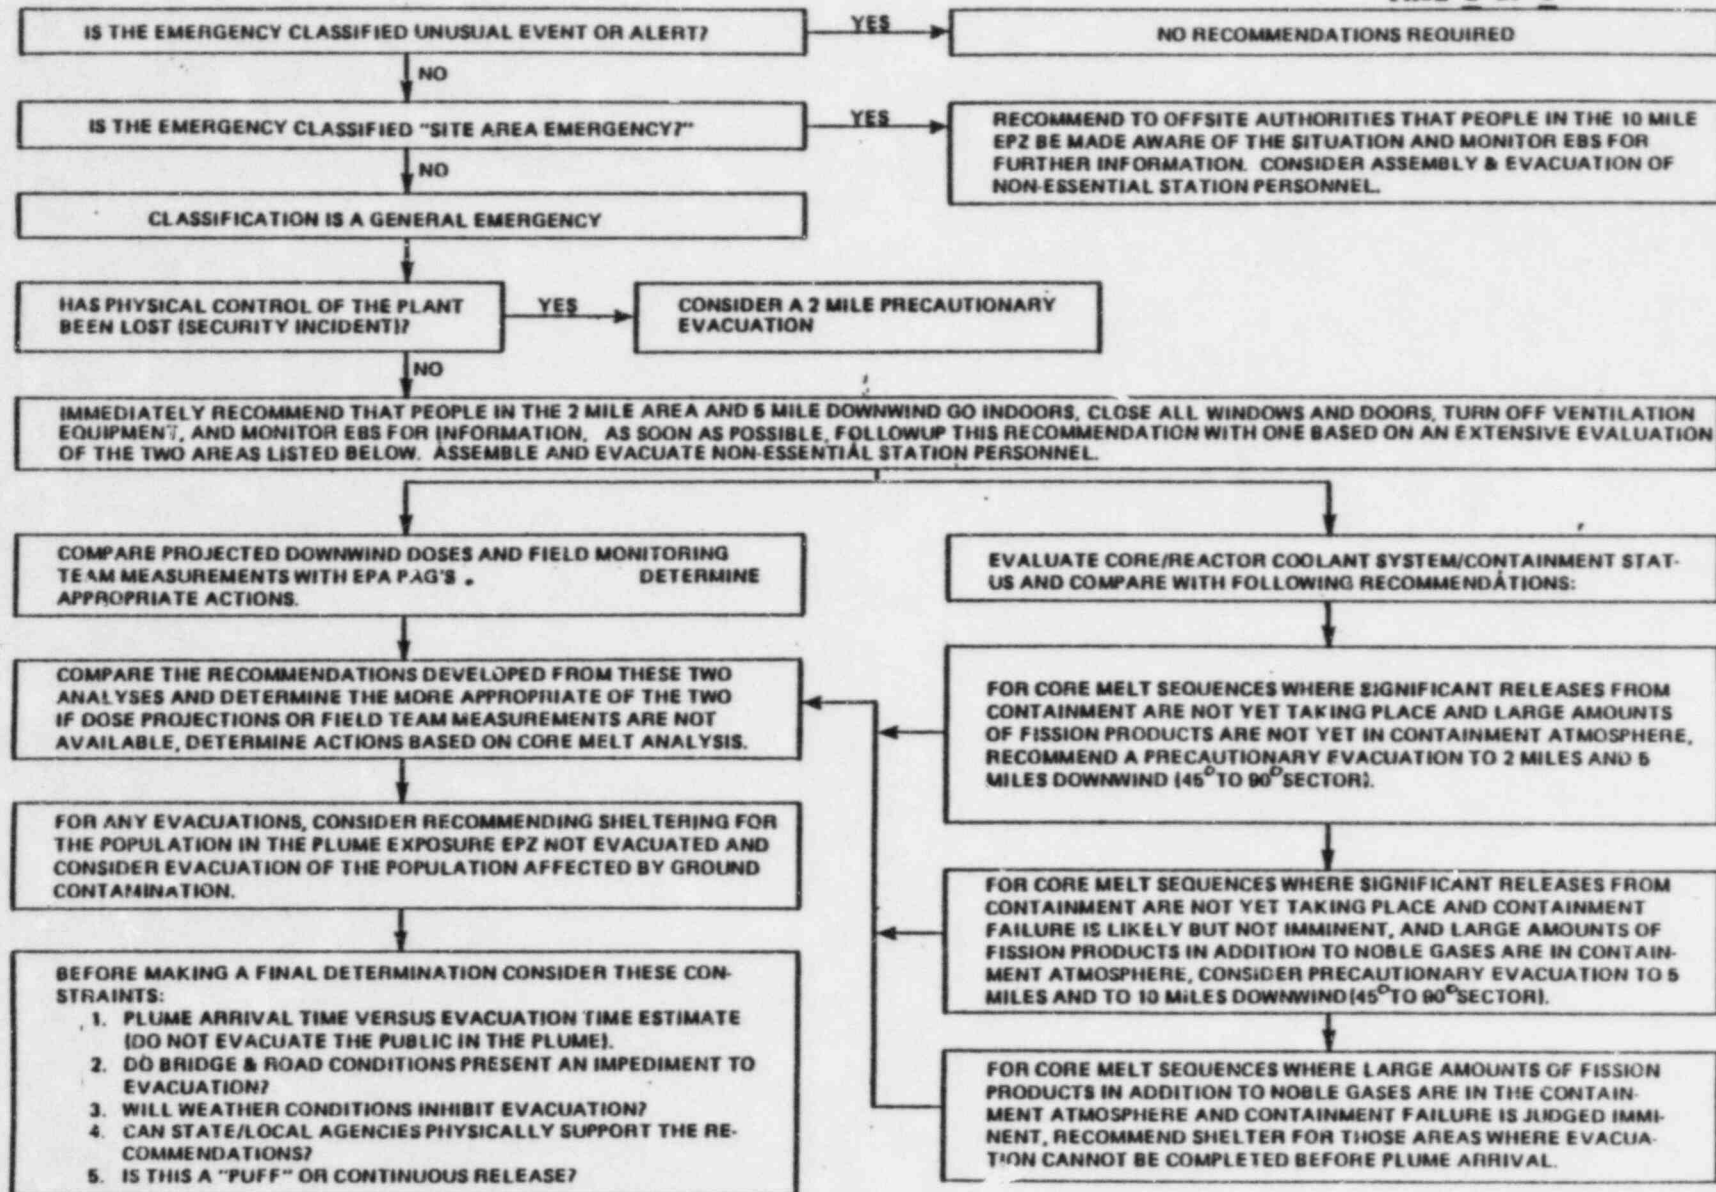 IS THE EMERGENCY CLASSIFIED UNUSUAL EVENT OR ALERT?
YES
NO RECOMMENDATIONS REQUIRED
NO
IS THE EMERGENCY CLASSIFIED "SITE AREA EMERGENCY?"
YES
RECOMMEND TO OFFSITE AUTHORITIES THAT PEOPLE IN THE 10 MILE
EPZ BE MADE AWARE OF THE SITUATION AND MONITOR EBS FOR
FURTHER INFORMATION. CONSIDER ASSEMBLY & EVACUATION OF
NON-ESSENTIAL STATION PERSONNEL.
NO
CLASSIFICATION IS A GENERAL EMERGENCY
HAS PHYSICAL CONTROL OF THE PLANT
BEEN LOST (SECURITY INCIDENT)?
YES
CONSIDER A 2 MILE PRECAUTIONARY
EVACUATION
NO
IMMEDIATELY RECOMMEND THAT PEOPLE IN THE 2 MILE AREA AND 5 MILE DOWNWIND GO INDOORS, CLOSE ALL WINDOWS AND DOORS, TURN OFF VENTILATION
EQUIPMENT, AND MONITOR EBS FOR INFORMATION. AS SOON AS POSSIBLE, FOLLOWUP THIS RECOMMENDATION WITH ONE BASED ON AN EXTENSIVE EVALUATION
OF THE TWO AREAS LISTED BELOW. ASSEMBLE AND EVACUATE NON-ESSENTIAL STATION PERSONNEL.
COMPARE PROJECTED DOWNWIND DOSES AND FIELD MONITORING
TEAM MEASUREMENTS WITH EPA PAG'S. DETERMINE
APPROPRIATE ACTIONS.
COMPARE THE RECOMMENDATIONS DEVELOPED FROM THESE TWO
ANALYSES AND DETERMINE THE MORE APPROPRIATE OF THE TWO
IF DOSE PROJECTIONS OR FIELD TEAM MEASUREMENTS ARE NOT
AVAILABLE, DETERMINE ACTIONS BASED ON CORE MELT ANALYSIS.
FOR ANY EVACUATIONS, CONSIDER RECOMMENDING SHELTERING FOR
THE POPULATION IN THE PLUME EXPOSURE EPZ NOT EVACUATED AND
CONSIDER EVACUATION OF THE POPULATION AFFECTED BY GROUND
CONTAMINATION.
BEFORE MAKING A FINAL DETERMINATION CONSIDER THESE CON-
STRAINTS:
1. PLUME ARRIVAL TIME VERSUS EVACUATION TIME ESTIMATE
(DO NOT EVACUATE THE PUBLIC IN THE PLUME).
2. DO BRIDGE & ROAD CONDITIONS PRESENT AN IMPEDIMENT TO
EVACUATION?
3. WILL WEATHER CONDITIONS INHIBIT EVACUATION?
4. CAN STATE/LOCAL AGENCIES PHYSICALLY SUPPORT THE RE-
COMMENDATIONS?
5. IS THIS A "PUFF" OR CONTINUOUS RELEASE?
EVALUATE CORE/REACTOR COOLANT SYSTEM/CONTAINMENT STAT-
US AND COMPARE WITH FOLLOWING RECOMMENDATIONS:
FOR CORE MELT SEQUENCES WHERE SIGNIFICANT RELEASES FROM
CONTAINMENT ARE NOT YET TAKING PLACE AND LARGE AMOUNTS
OF FISSION PRODUCTS ARE NOT YET IN CONTAINMENT ATMOSPHERE,
RECOMMEND A PRECAUTIONARY EVACUATION TO 2 MILES AND 5
MILES DOWNWIND (45° TO 90° SECTOR).
FOR CORE MELT SEQUENCES WHERE SIGNIFICANT RELEASES FROM
CONTAINMENT ARE NOT YET TAKING PLACE AND CONTAINMENT
FAILURE IS LIKELY BUT NOT IMMINENT, AND LARGE AMOUNTS OF
FISSION PRODUCTS IN ADDITION TO NOBLE GASES ARE IN CONTAIN-
MENT ATMOSPHERE, CONSIDER PRECAUTIONARY EVACUATION TO 5
MILES AND TO 10 MILES DOWNWIND (45° TO 90° SECTOR).
FOR CORE MELT SEQUENCES WHERE LARGE AMOUNTS OF FISSION
PRODUCTS IN ADDITION TO NOBLE GASES ARE IN THE CONTAIN-
MENT ATMOSPHERE AND CONTAINMENT FAILURE IS JUDGED IMMI-
NENT, RECOMMEND SHELTER FOR THOSE AREAS WHERE EVACUA-
TION CANNOT BE COMPLETED BEFORE PLUME ARRIVAL.